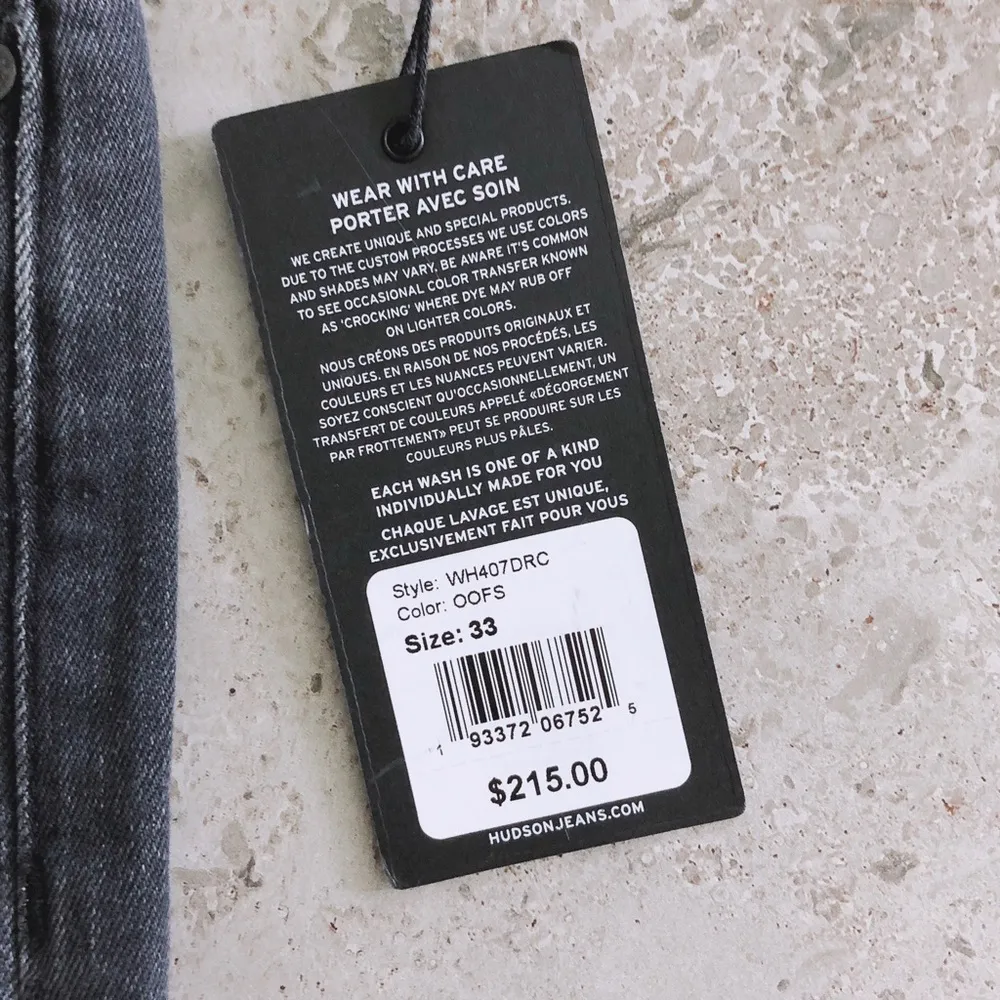 WEAR WITH CARE
PORTER AVEC SOIN
WE CREATE UNIQUE AND SPECIAL PRODUCTS.
DUE TO THE CUSTOM PROCESSES WE USE COLORS
AND SHADES MAY VARY, BE AWARE IT'S COMMON
TO SEE OCCASIONAL COLOR TRANSFER KNOWN
AS 'CROCKING' WHERE DYE MAY RUB OFF
ON LIGHTER COLORS.
NOUS CRÉONS DES PRODUITS ORIGINAUX ET
UNIQUES. EN RAISON DE NOS PROCÉDÉS, LES
COULEURS ET LES NUANCES PEUVENT VARIER.
SOYEZ CONSCIENT QU'OCCASIONNELLEMENT, UN
TRANSFERT DE COULEURS APPELÉ «DÉGORGEMENT
PAR FROTTEMENT» PEUT SE PRODUIRE SUR LES
COULEURS PLUS PÂLES.
EACH WASH IS ONE OF A KIND
INDIVIDUALLY MADE FOR YOU
CHAQUE LAVAGE EST UNIQUE,
EXCLUSIVEMENT FAIT POUR VOUS
Style: WH407DRC
Color: OOFS
Size: 33
1 93372 06752 5
$215.00
HUDSONJEANS.COM